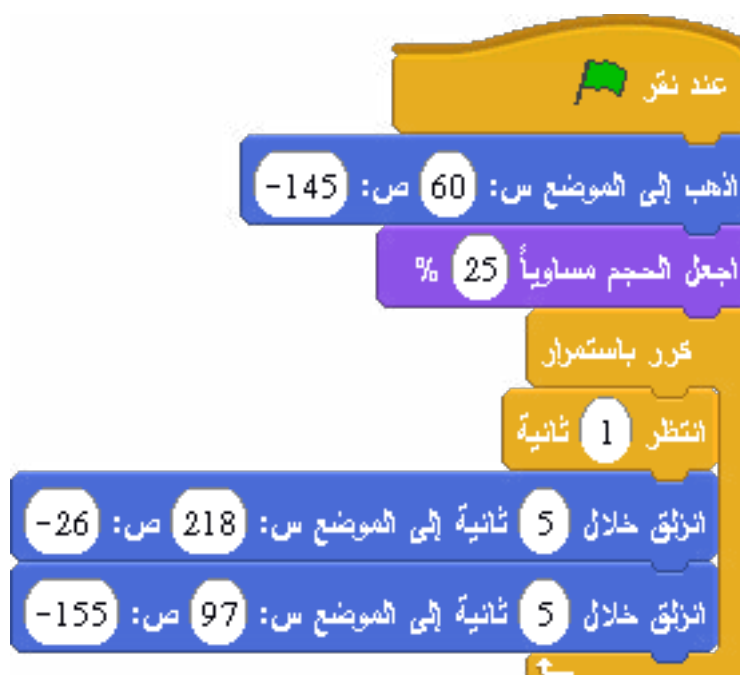 عند نقر
اذهب إلى الموضع س: 60 ص: 145-
اجعل الحجم مساوياً 25 %
كرر باستمرار
انتظر 1 ثانية
انزلق خلال 5 ثانية إلى الموضع س: 218 ص: 26-
انزلق خلال 5 ثانية إلى الموضع س: 97 ص: 155-